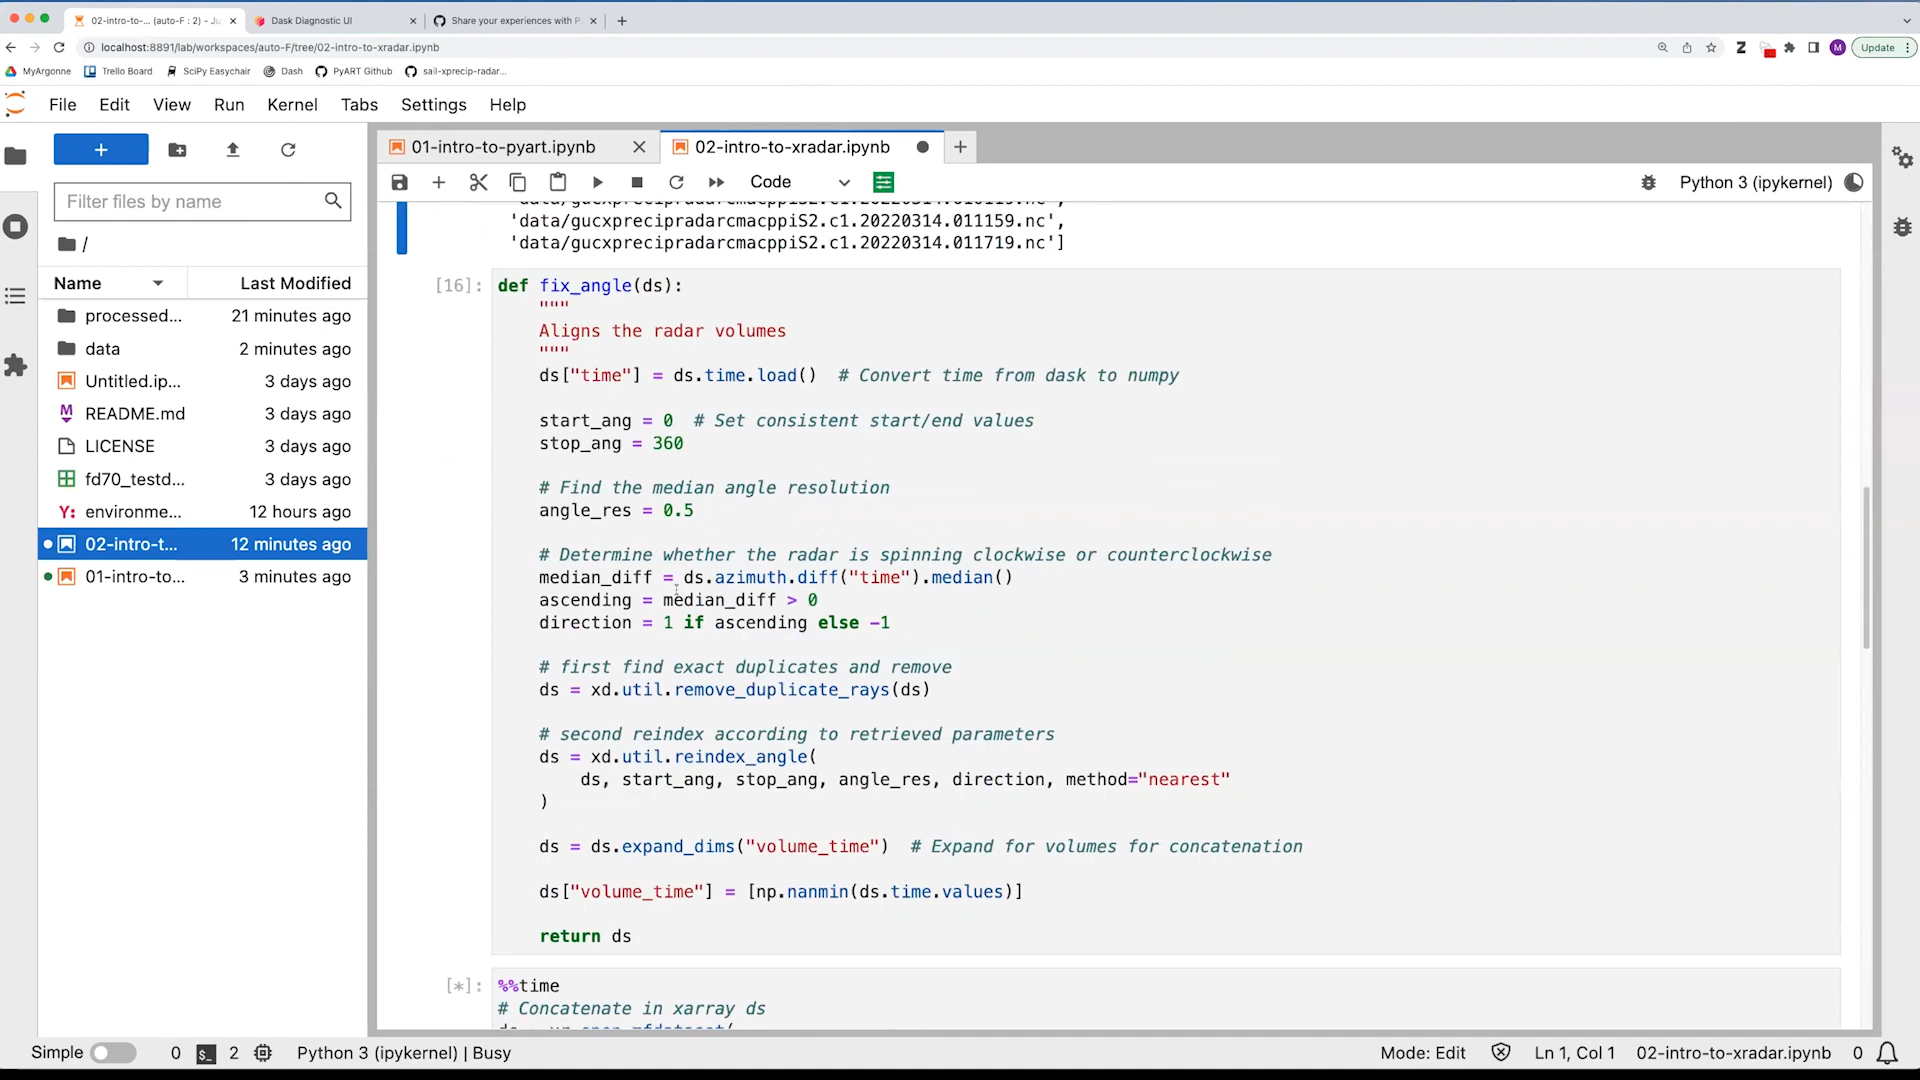 02-intro-to-... (auto-F : 2) - Ju
Dask Diagnostic UI
Share your experiences with P
localhost:8891/lab/workspaces/auto-F/tree/02-intro-to-xradar.ipynb
Z
M
Update
MyArgonne
Trello Board
SciPy Easychair
Dash
PyART Github
sail-xprecip-radar...
File
Edit
View
Run
Kernel
Tabs
Settings
Help
01-intro-to-pyart.ipynb
02-intro-to-xradar.ipynb
Code
Python 3 (ipykernel)
Filter files by name
/
Name
Last Modified
processed... 21 minutes ago
data 2 minutes ago
Untitled.ip... 3 days ago
README.md 3 days ago
LICENSE 3 days ago
fd70_testd... 3 days ago
Y: environme... 12 hours ago
02-intro-t... 12 minutes ago
01-intro-to... 3 minutes ago
'data/gucxprecipradarcmacppiS2.c1.20220314.011159.nc',
'data/gucxprecipradarcmacppiS2.c1.20220314.011719.nc']
[16]:
def fix_angle(ds):
"""
Aligns the radar volumes
"""
ds["time"] = ds.time.load()  # Convert time from dask to numpy
start_ang = 0  # Set consistent start/end values
stop_ang = 360
# Find the median angle resolution
angle_res = 0.5
# Determine whether the radar is spinning clockwise or counterclockwise
median_diff = ds.azimuth.diff("time").median()
ascending = median_diff > 0
direction = 1 if ascending else -1
# first find exact duplicates and remove
ds = xd.util.remove_duplicate_rays(ds)
# second reindex according to retrieved parameters
ds = xd.util.reindex_angle(
ds, start_ang, stop_ang, angle_res, direction, method="nearest"
)
ds = ds.expand_dims("volume_time")  # Expand for volumes for concatenation
ds["volume_time"] = [np.nanmin(ds.time.values)]
return ds
[*]:
%%time
# Concatenate in xarray ds
Simple
0
2
Python 3 (ipykernel) | Busy
Mode: Edit
Ln 1, Col 1
02-intro-to-xradar.ipynb
0